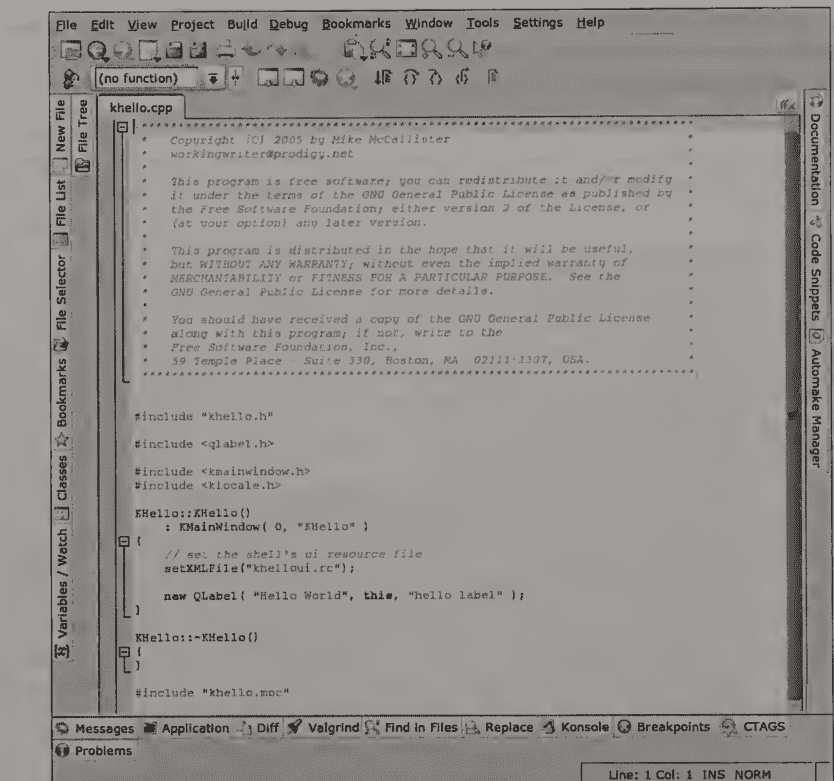 File Edit View Project Build Debug Bookmarks Window Tools Settings Help
(no function)
New File
File List
File Selector
Bookmarks
Classes
Variables / Watch
File Tree
khello.cpp
Copyright (C) 2005 by Mike McCallister
workingwriter@prodigy.net
This program is free software; you can redistribute it and/or modify
it under the terms of the GNU General Public License as published by
the Free Software Foundation; either version 2 of the License, or
(at your option) any later version.
This program is distributed in the hope that it will be useful,
but WITHOUT ANY WARRANTY; without even the implied warranty of
MERCHANTABILITY or FITNESS FOR A PARTICULAR PURPOSE. See the
GNU General Public License for more details.
You should have received a copy of the GNU General Public License
along with this program; if not, write to the
Free Software Foundation, Inc.,
59 Temple Place - Suite 330, Boston, MA 02111-1307, USA.
#include "khello.h"
#include <qlabel.h>
#include <kmainwindow.h>
#include <klocale.h>
KHello::KHello()
: KMainWindow( 0, "KHello" )
{
// set the shell's ui resource file
setXMLFile("khelloui.rc");
new QLabel( "Hello World", this, "hello label" );
}
KHello::~KHello()
{
}
#include "khello.moc"
Documentation
Code Snippets
Automake Manager
Messages Application Diff Valgrind Find in Files Replace Konsole Breakpoints CTAGS
Problems
Line: 1 Col: 1 INS NORM